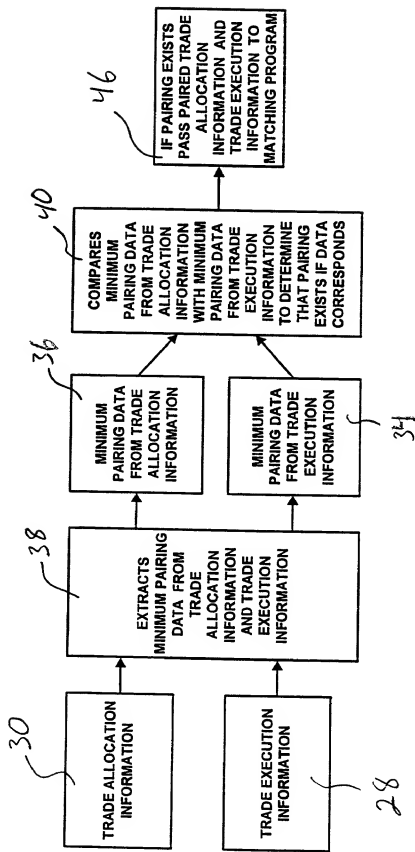 30
TRADE ALLOCATION
INFORMATION
TRADE EXECUTION
INFORMATION
28
38
EXTRACTS
MINIMUM PAIRING
DATA FROM
TRADE
ALLOCATION
INFORMATION
AND TRADE
EXECUTION
INFORMATION
36
MINIMUM
PAIRING DATA
FROM TRADE
ALLOCATION
INFORMATION
MINIMUM
PAIRING DATA
FROM TRADE
EXECUTION
INFORMATION
34
40
COMPARES
MINIMUM
PAIRING DATA
FROM TRADE
ALLOCATION
INFORMATION
WITH MINIMUM
PAIRING DATA
FROM TRADE
EXECUTION
INFORMATION
TO DETERMINE
THAT PAIRING
EXISTS IF DATA
CORRESPONDS
46
IF PAIRING EXISTS
PASS PAIRED TRADE
ALLOCATION
INFORMATION AND
TRADE EXECUTION
INFORMATION TO
MATCHING PROGRAM